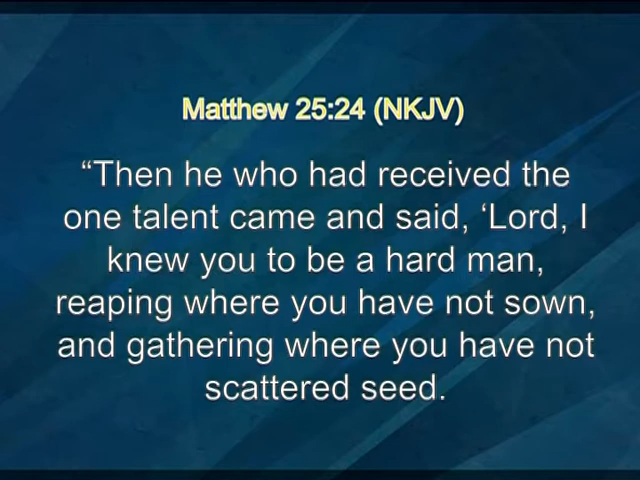 Matthew 25:24 (NKJV)
“Then he who had received the
one talent came and said, ‘Lord, I
knew you to be a hard man,
reaping where you have not sown,
and gathering where you have not
scattered seed.